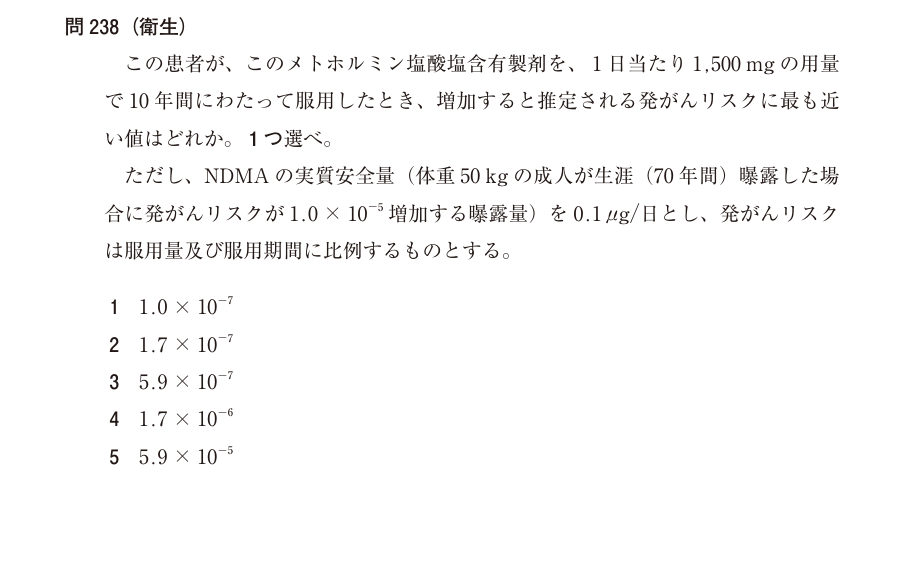 問 238（衛生）
この患者が、このメトホルミン塩酸塩含有製剤を、1日当たり 1,500 mg の用量
で 10 年間にわたって服用したとき、増加すると推定される発がんリスクに最も近
い値はどれか。1つ選べ。
ただし、NDMA の実質安全量（体重 50 kg の成人が生涯（70 年間）曝露した場
合に発がんリスクが 1.0 × 10⁻⁵ 増加する曝露量）を 0.1 μg/日とし、発がんリスク
は服用量及び服用期間に比例するものとする。
1 1.0 × 10⁻⁷
2 1.7 × 10⁻⁷
3 5.9 × 10⁻⁷
4 1.7 × 10⁻⁶
5 5.9 × 10⁻⁵